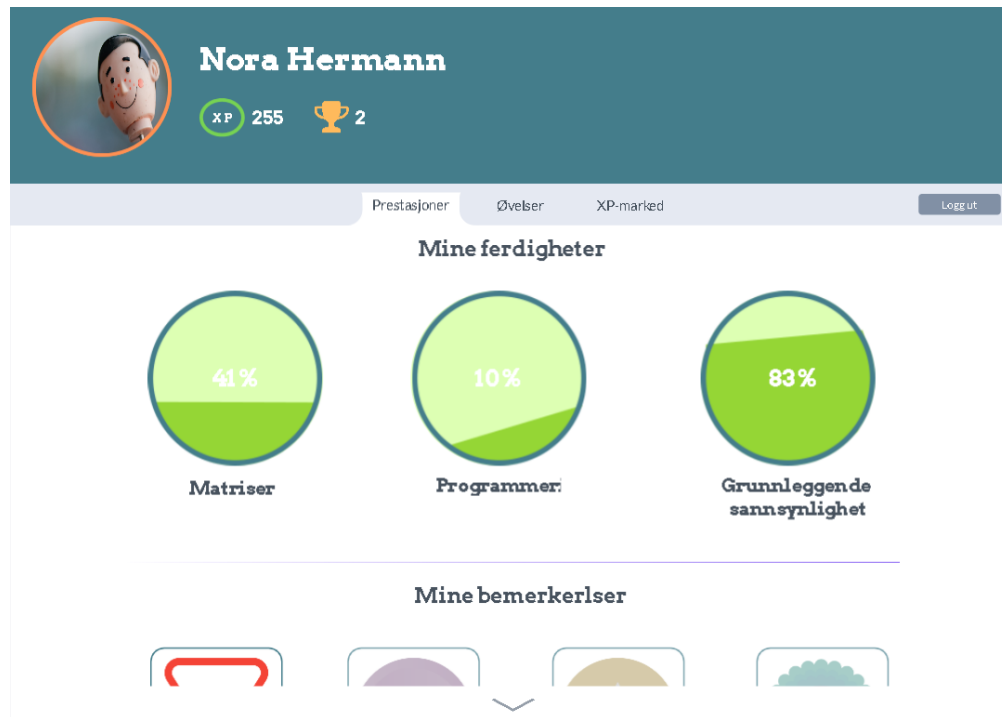 Nora Hermann
XP 255 2
Prestasjoner Øvelser XP-marked Logg ut
Mine ferdigheter
41% 10% 83%
Matriser Programmer Grunnleggende
sannsynlighet
Mine bemerkerlser